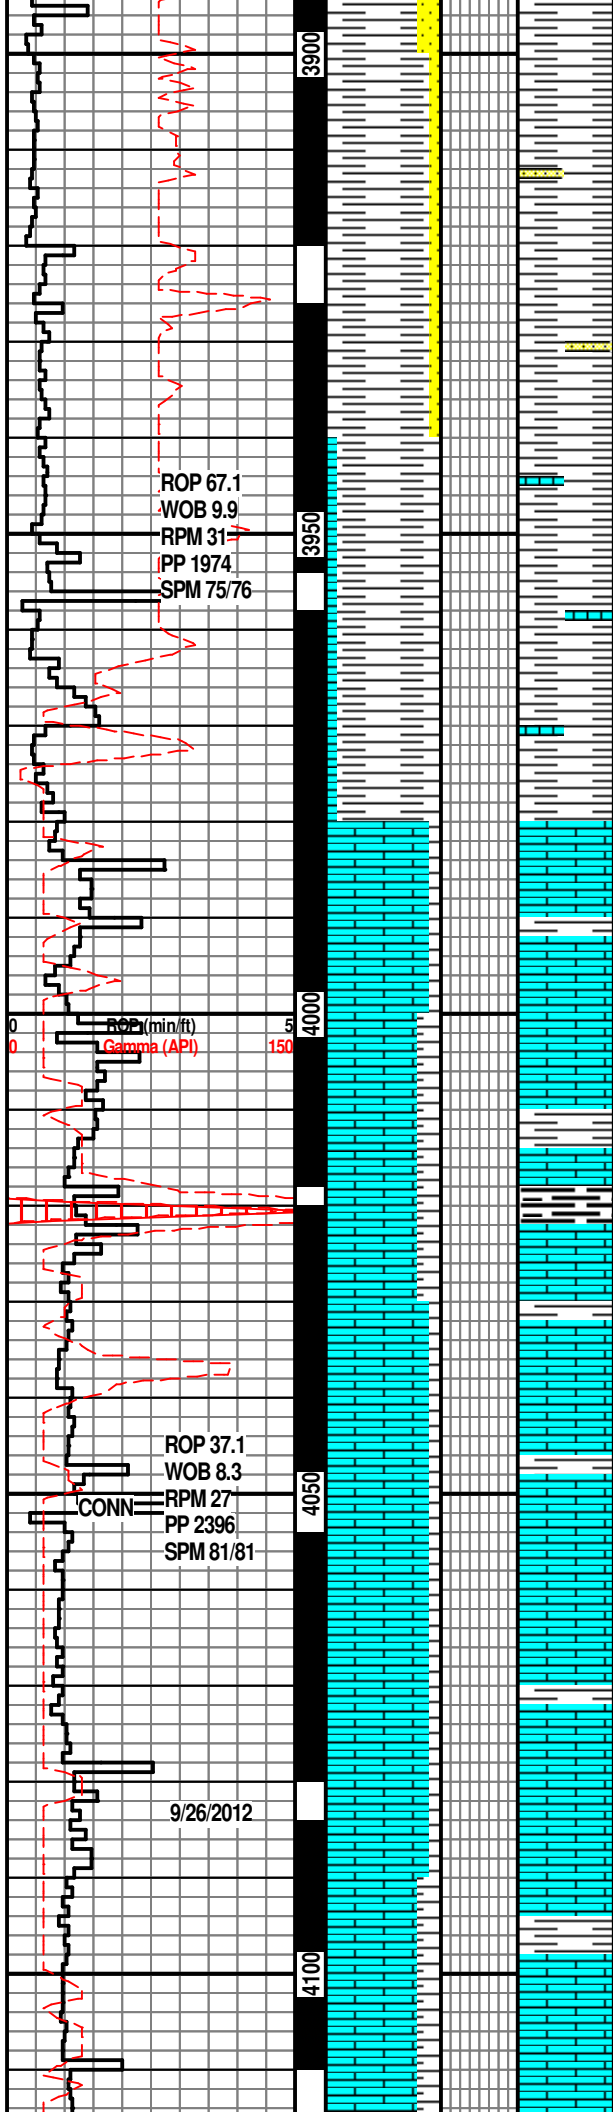 3900
ROP 67.1
WOB 9.9
RPM 31
PP 1974
SPM 75/76
3950
0 ROP (min/ft) 5
0 Gamma (API) 150
4000
ROP 37.1
WOB 8.3
CONN RPM 27
PP 2396
SPM 81/81
4050
9/26/2012
4100